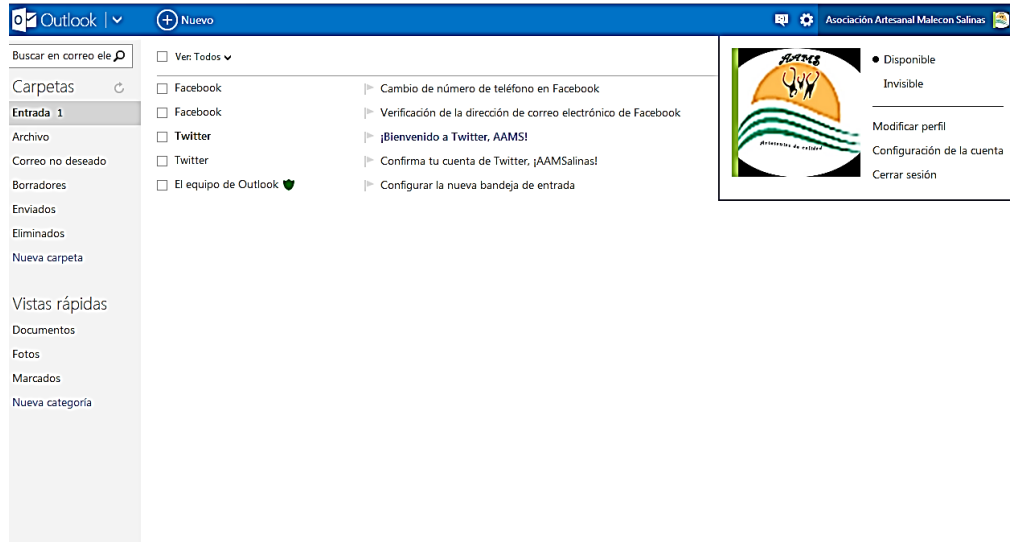 Outlook
Nuevo
Asociación Artesanal Malecon Salinas
Buscar en correo ele
Ver: Todos
Carpetas
Entrada 1
Archivo
Correo no deseado
Borradores
Enviados
Eliminados
Nueva carpeta
Vistas rápidas
Documentos
Fotos
Marcados
Nueva categoría
Facebook Cambio de número de teléfono en Facebook
Facebook Verificación de la dirección de correo electrónico de Facebook
Twitter ¡Bienvenido a Twitter, AAMS!
Twitter Confirma tu cuenta de Twitter, ¡AAMSalinas!
El equipo de Outlook Configurar la nueva bandeja de entrada
AAMS
Artesantes de calidad
Disponible
Invisible
Modificar perfil
Configuración de la cuenta
Cerrar sesión